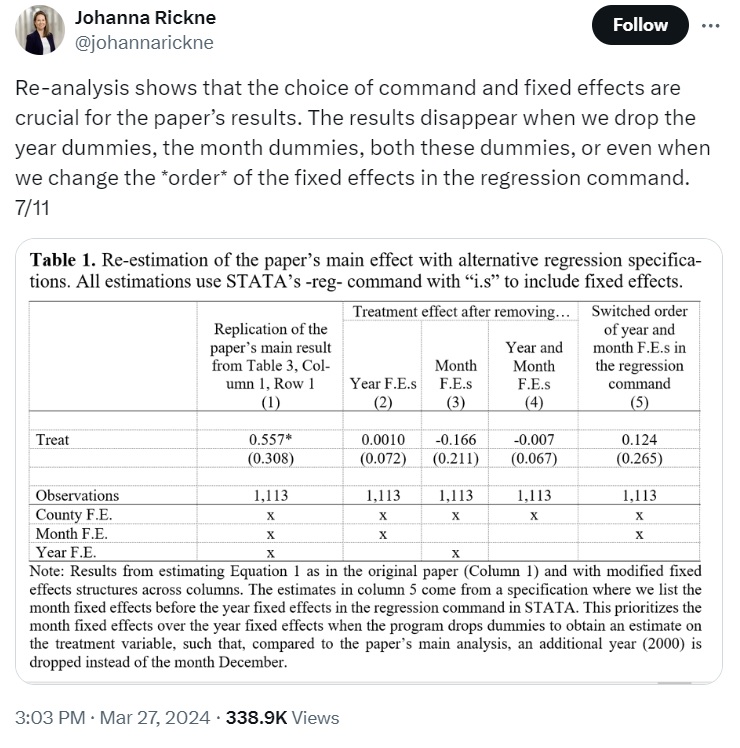 Johanna Rickne
@johannarickne
Follow
Re-analysis shows that the choice of command and fixed effects are
crucial for the paper's results. The results disappear when we drop the
year dummies, the month dummies, both these dummies, or even when
we change the *order* of the fixed effects in the regression command.
7/11
Table 1. Re-estimation of the paper's main effect with alternative regression specifica-
tions. All estimations use STATA's -reg- command with "i.s" to include fixed effects.
Replication of the
paper's main result
from Table 3, Col-
umn 1, Row 1
(1)
Treatment effect after removing…
Year F.E.s
(2)
Month
F.E.s
(3)
Year and
Month
F.E.s
(4)
Switched order
of year and
month F.E.s in
the regression
command
(5)
Treat 0.557* 0.0010 -0.166 -0.007 0.124
(0.308) (0.072) (0.211) (0.067) (0.265)
Observations 1,113 1,113 1,113 1,113 1,113
County F.E. x x x x x
Month F.E. x x x
Year F.E. x x
Note: Results from estimating Equation 1 as in the original paper (Column 1) and with modified fixed
effects structures across columns. The estimates in column 5 come from a specification where we list the
month fixed effects before the year fixed effects in the regression command in STATA. This prioritizes the
month fixed effects over the year fixed effects when the program drops dummies to obtain an estimate on
the treatment variable, such that, compared to the paper's main analysis, an additional year (2000) is
dropped instead of the month December.
3:03 PM · Mar 27, 2024 · 338.9K Views